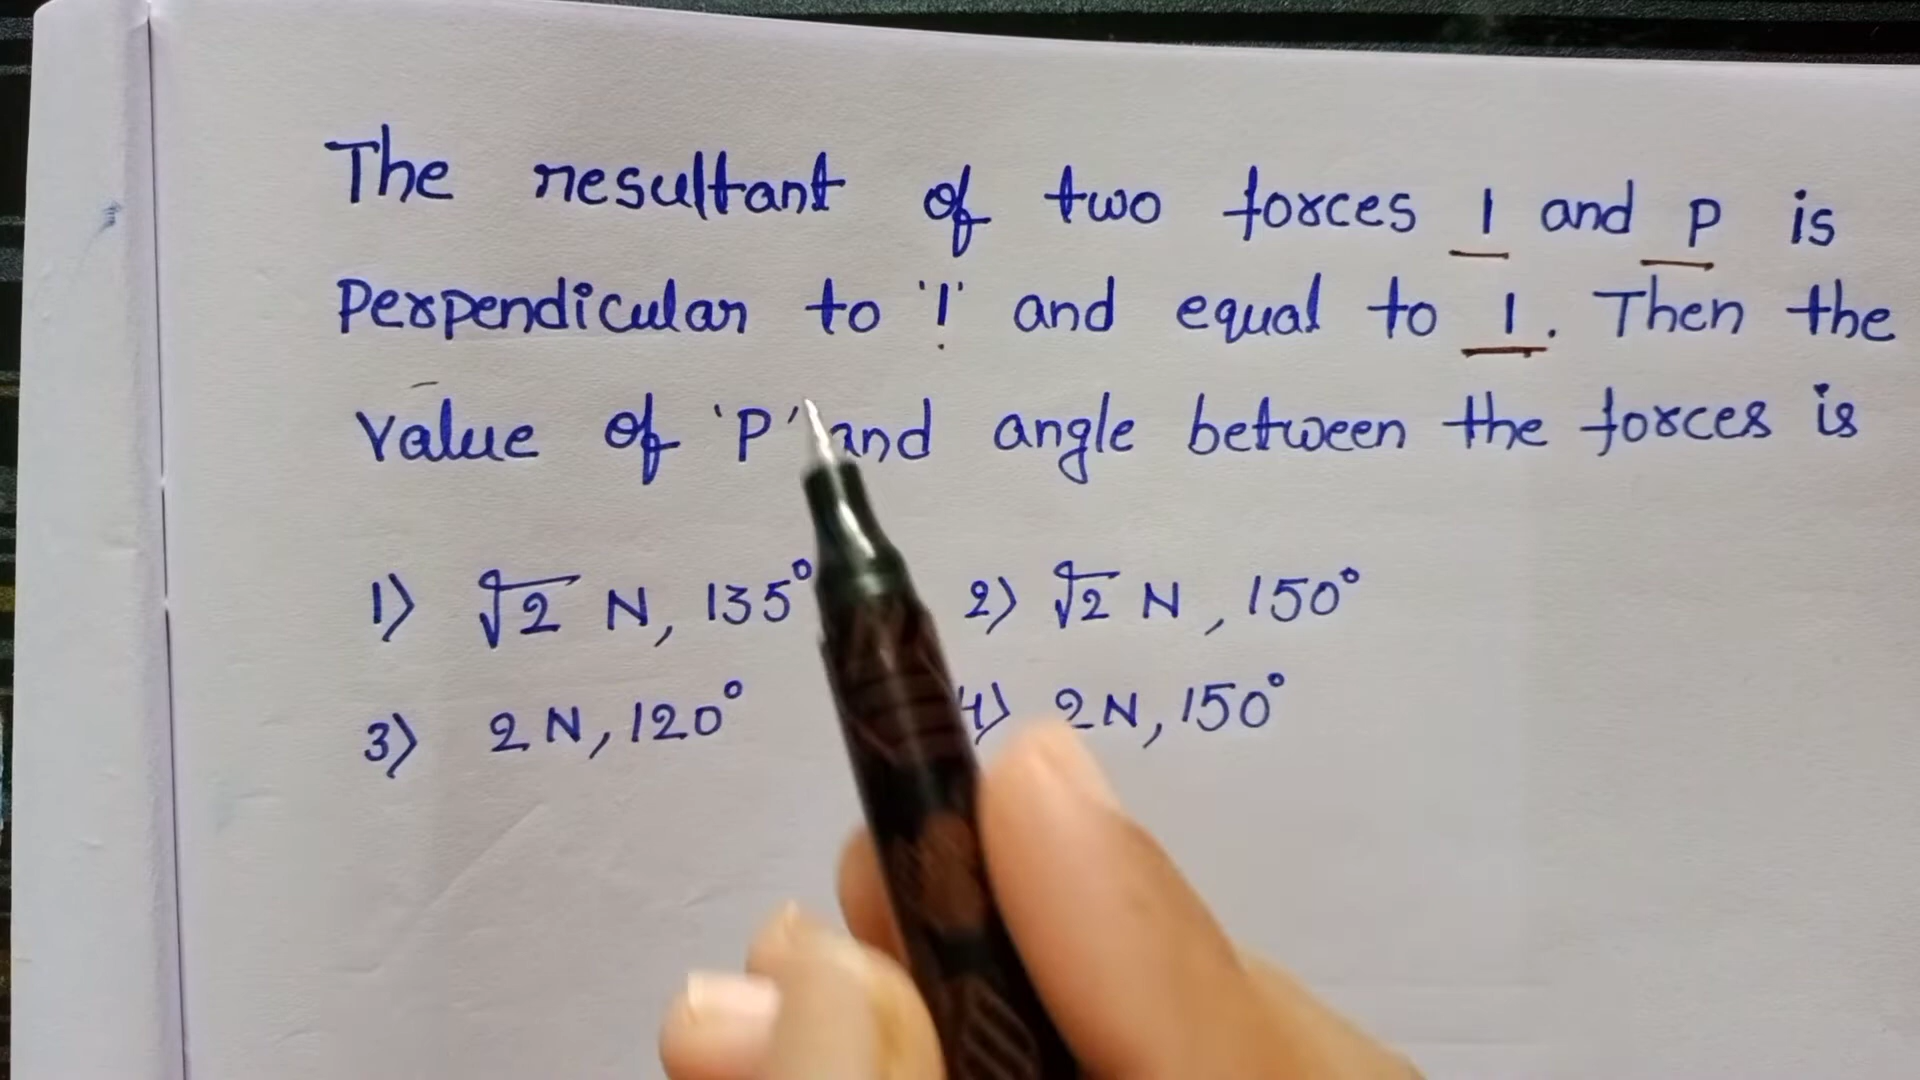 The resultant of two forces 1 and P is
Perpendicular to '1' and equal to 1. Then the
value of 'P' and angle between the forces is
1) √2 N, 135° 2) √2 N, 150°
3) 2 N, 120° 4) 2 N, 150°